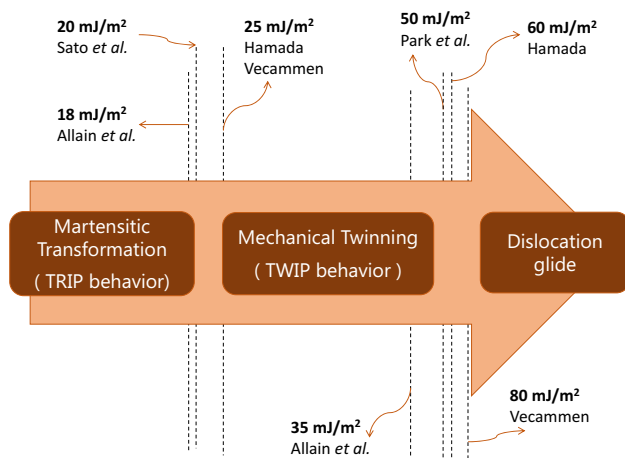 20 mJ/m²
Sato et al.
25 mJ/m²
Hamada
Vecammen
50 mJ/m²
Park et al.
60 mJ/m²
Hamada
18 mJ/m²
Allain et al.
Martensitic
Transformation
( TRIP behavior)
Mechanical Twinning
( TWIP behavior )
Dislocation
glide
35 mJ/m²
Allain et al.
80 mJ/m²
Vecammen